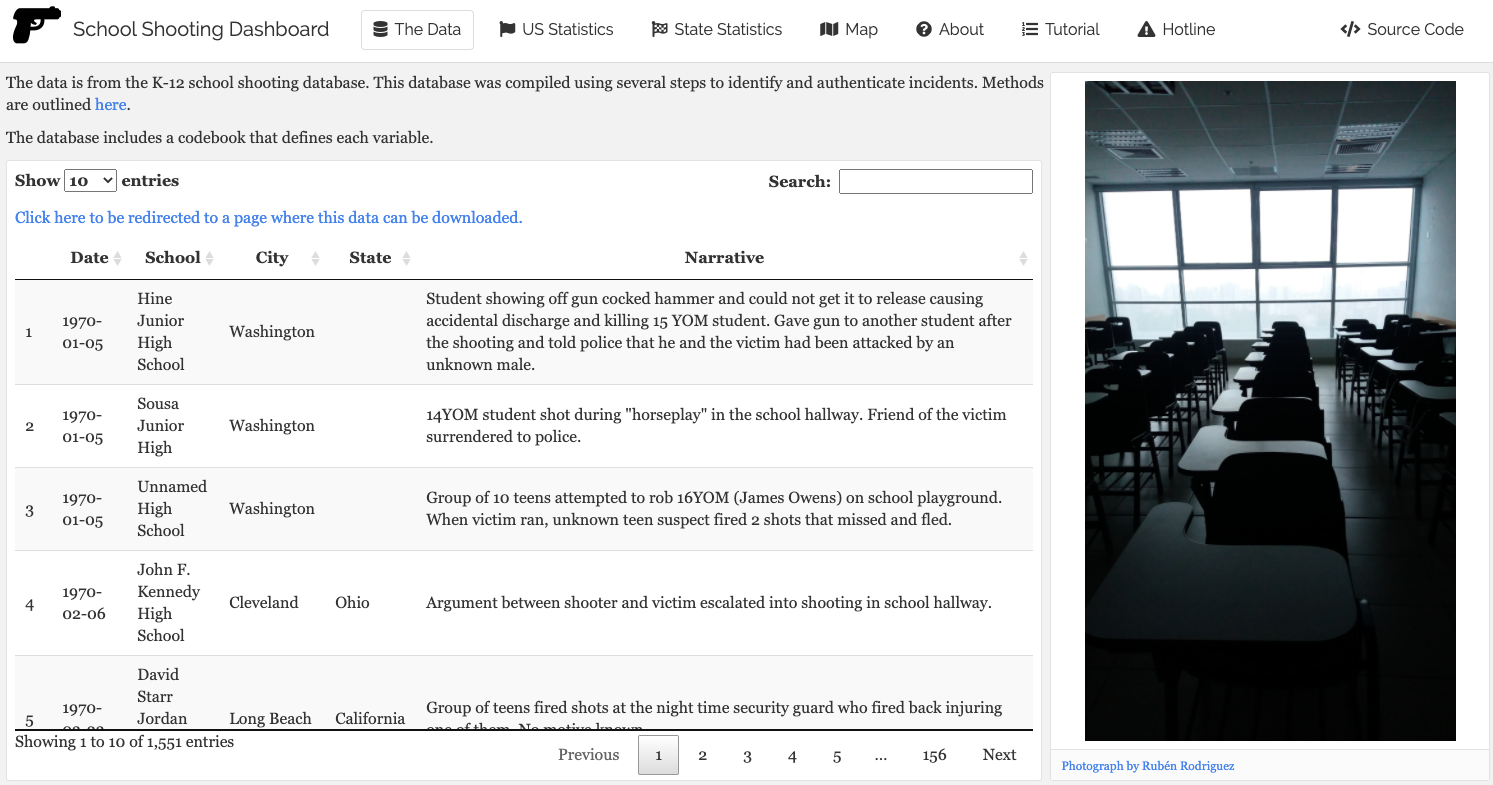 School Shooting Dashboard
The Data
US Statistics
State Statistics
Map
About
Tutorial
Hotline
Source Code
The data is from the K-12 school shooting database. This database was compiled using several steps to identify and authenticate incidents. Methods
are outlined here.
The database includes a codebook that defines each variable.
Show 10 entries
Search:
Click here to be redirected to a page where this data can be downloaded.
Date School City State Narrative
1
1970-
01-05
Hine
Junior
High
School
Washington
Student showing off gun cocked hammer and could not get it to release causing
accidental discharge and killing 15 YOM student. Gave gun to another student after
the shooting and told police that he and the victim had been attacked by an
unknown male.
2
1970-
01-05
Sousa
Junior
High
Washington
14YOM student shot during "horseplay" in the school hallway. Friend of the victim
surrendered to police.
3
1970-
01-05
Unnamed
High
School
Washington
Group of 10 teens attempted to rob 16YOM (James Owens) on school playground.
When victim ran, unknown teen suspect fired 2 shots that missed and fled.
4
1970-
02-06
John F.
Kennedy
High
School
Cleveland
Ohio
Argument between shooter and victim escalated into shooting in school hallway.
5
1970-
David
Starr
Jordan
Long Beach
California
Group of teens fired shots at the night time security guard who fired back injuring
one of them. No motive known.
Showing 1 to 10 of 1,551 entries
Previous 1 2 3 4 5 ... 156 Next
Photograph by Rubén Rodriguez